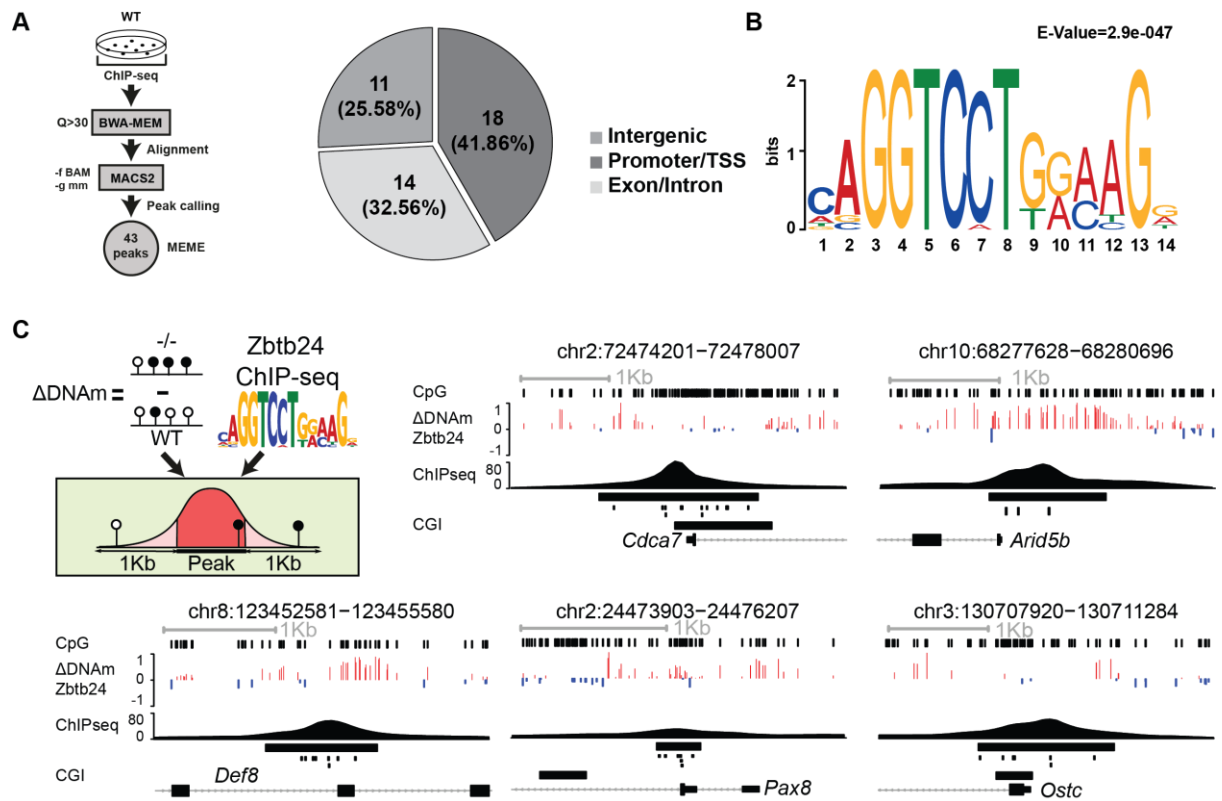 A
WT
ChIP-seq
Q>30
BWA-MEM
Alignment
-f BAM
-g mm
MACS2
Peak calling
43
peaks
MEME
11
(25.58%)
18
(41.86%)
14
(32.56%)
Intergenic
Promoter/TSS
Exon/Intron
B
E-Value=2.9e-047
2
1
0
bits
1 2 3 4 5 6 7 8 9 10 11 12 13 14
C
-/-
ΔDNAm = -
WT
Zbtb24
ChIP-seq
1Kb Peak 1Kb
chr2:72474201−72478007
1Kb
CpG
ΔDNAm
Zbtb24
1
0
-1
ChIPseq
80
0
CGI
Cdca7
chr10:68277628−68280696
1Kb
Arid5b
chr8:123452581−123455580
1Kb
CpG
ΔDNAm
Zbtb24
1
0
-1
ChIPseq
80
0
CGI
Def8
chr2:24473903−24476207
1Kb
Pax8
chr3:130707920−130711284
1Kb
Ostc